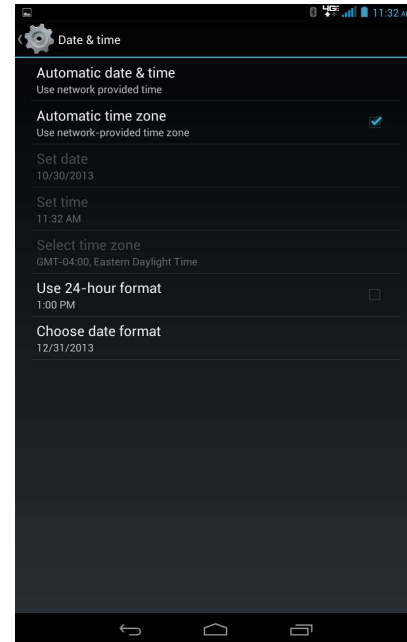 4G 11:32 AM
Date & time
Automatic date & time
Use network provided time
Automatic time zone
Use network-provided time zone
Set date
10/30/2013
Set time
11:32 AM
Select time zone
GMT-04:00, Eastern Daylight Time
Use 24-hour format
1:00 PM
Choose date format
12/31/2013